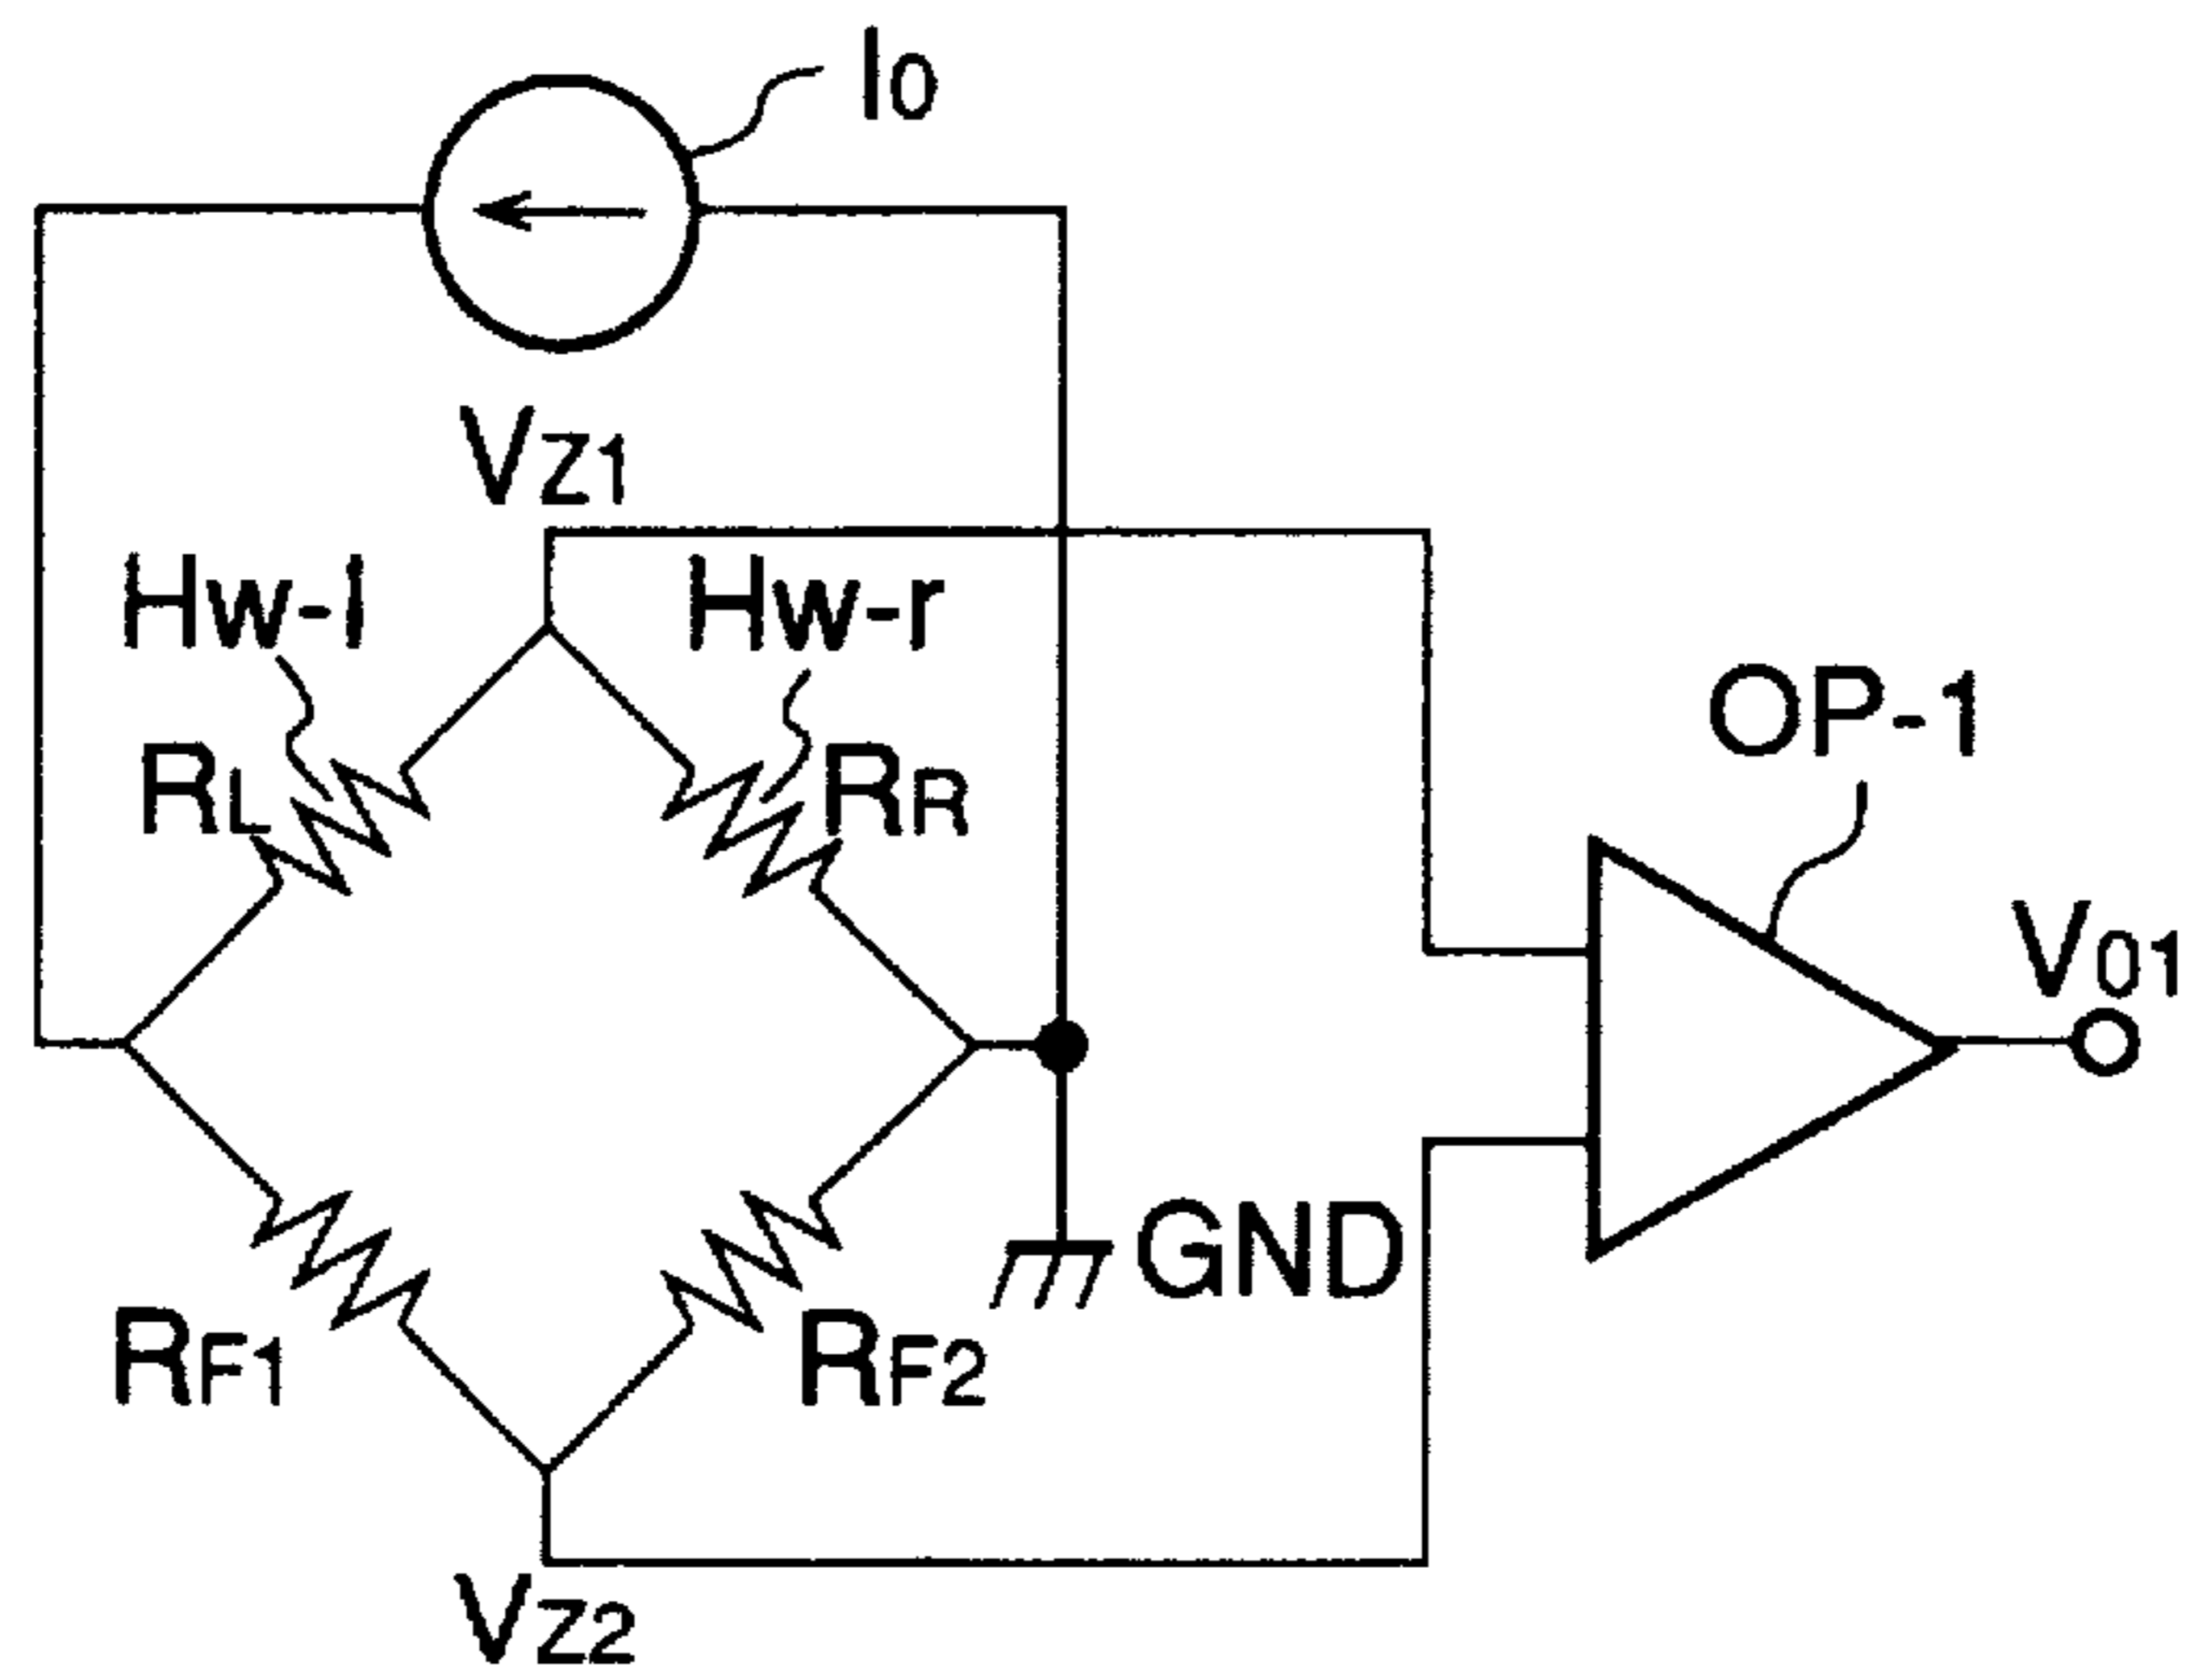 I0
VZ1
Hw-l
Hw-r
OP-1
RL
RR
V01
GND
RF1
RF2
VZ2